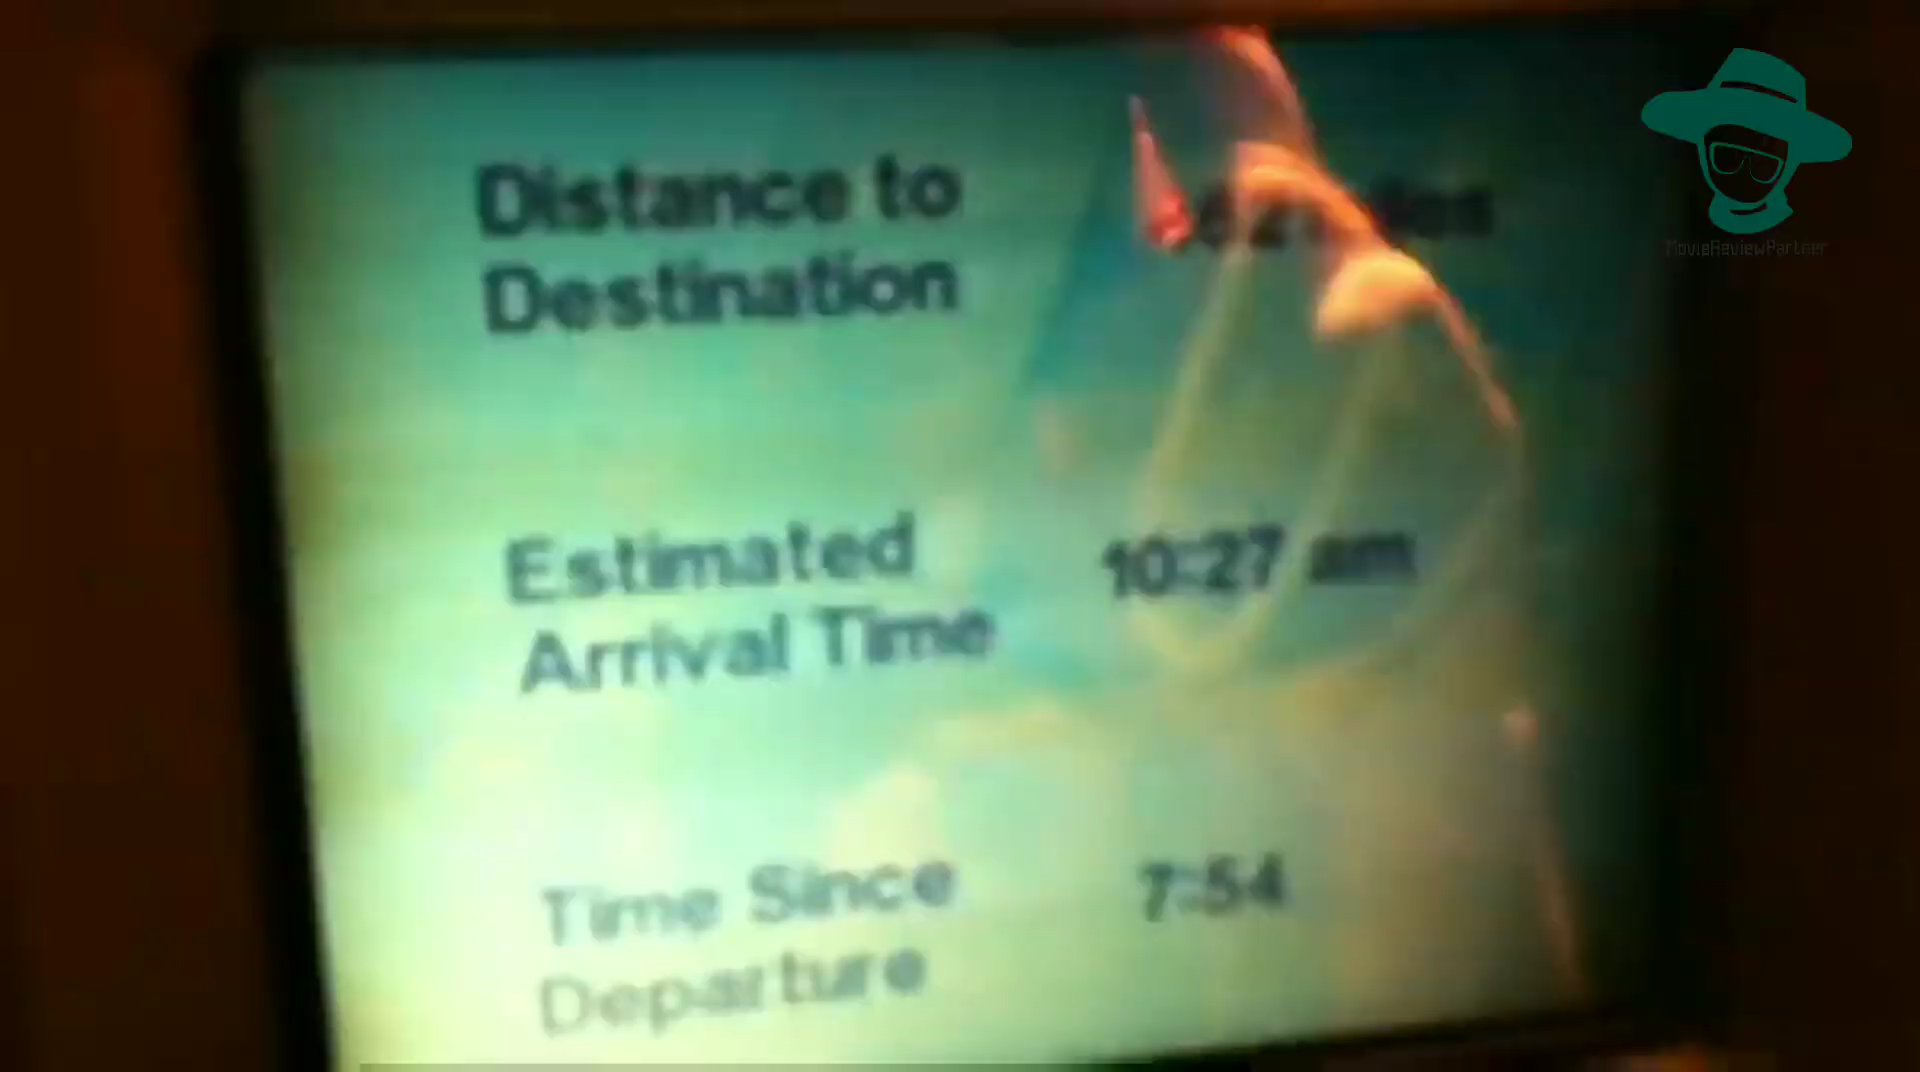 Distance to
Destination
Estimated
Arrival Time
10:27 am
Time Since
Departure
7:54
MovieReviewPartner